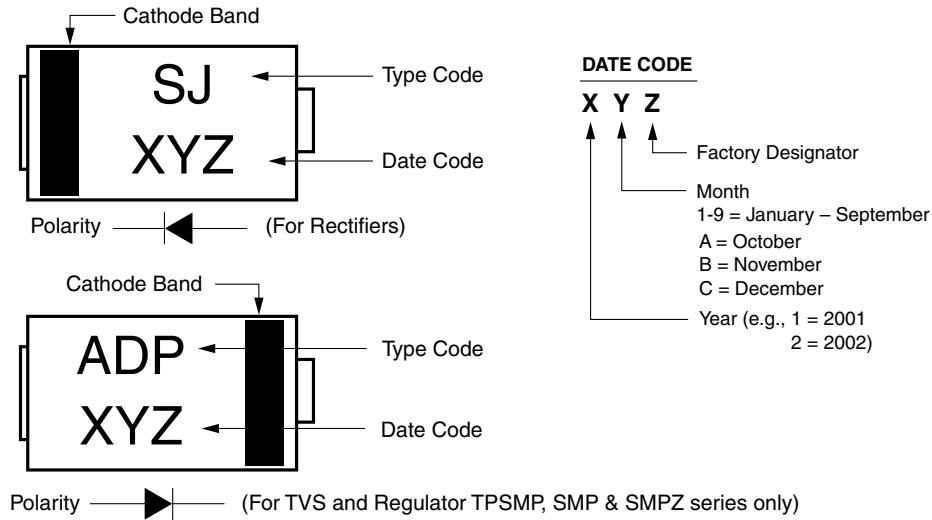 Cathode Band
SJ
Type Code
XYZ
Date Code
Polarity
(For Rectifiers)
Cathode Band
ADP
Type Code
XYZ
Date Code
Polarity
(For TVS and Regulator TPSMP, SMP & SMPZ series only)
DATE CODE
X Y Z
Factory Designator
Month
1-9 = January – September
A = October
B = November
C = December
Year (e.g., 1 = 2001
2 = 2002)